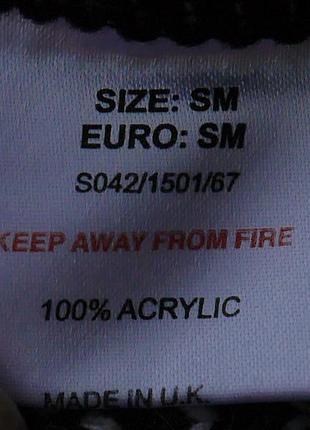 SIZE: SM
EURO: SM
S042/1501/67
KEEP AWAY FROM FIRE
100% ACRYLIC
MADE IN U.K.